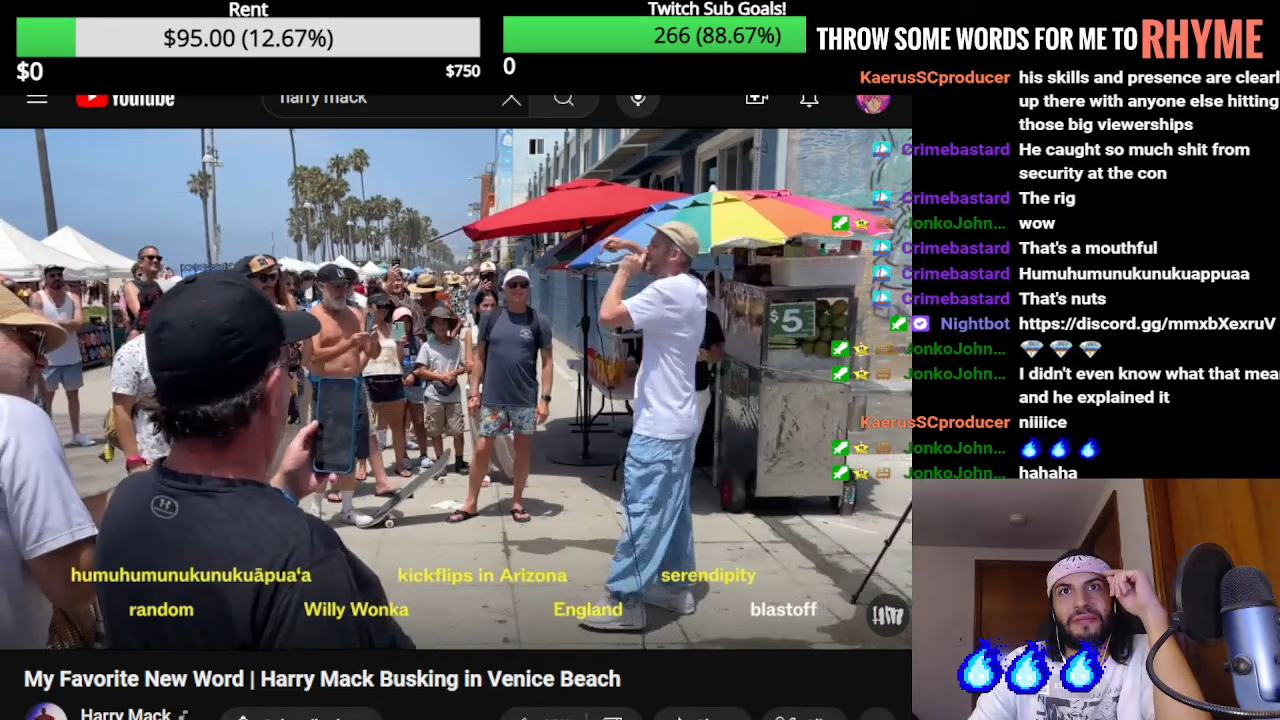 Rent
$95.00 (12.67%)
$0
$750
Twitch Sub Goals!
266 (88.67%)
0
THROW SOME WORDS FOR ME TO RHYME
YouTube
harry mack
$5
humuhumunukunukuāpuaʻa
kickflips in Arizona
serendipity
random
Willy Wonka
England
blastoff
My Favorite New Word | Harry Mack Busking in Venice Beach
Harry Mack
KaerusSCproducer his skills and presence are clearl
up there with anyone else hitting
those big viewerships
Crimebastard He caught so much shit from
security at the con
Crimebastard The rig
JonkoJohn... wow
Crimebastard That's a mouthful
Crimebastard Humuhumunukunukuappuaa
Crimebastard That's nuts
Nightbot https://discord.gg/mmxbXexruV
JonkoJohn...
JonkoJohn... I didn't even know what that mea
and he explained it
KaerusSCproducer niiiice
JonkoJohn...
JonkoJohn... hahaha